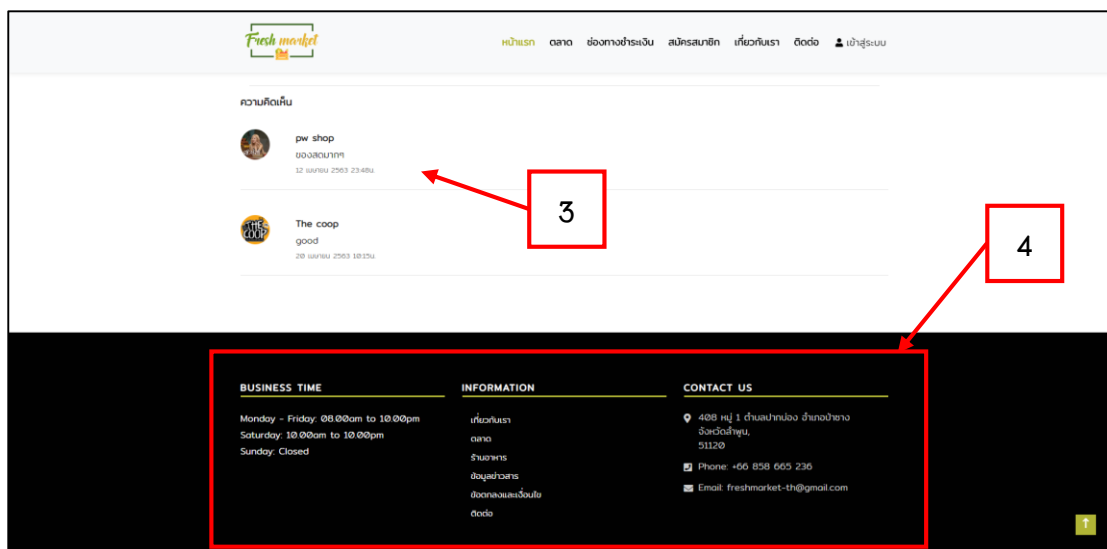 Fresh market
หน้าแรก ตลาด ช่องทางชำระเงิน สมัครสมาชิก เกี่ยวกับเรา ติดต่อ เข้าสู่ระบบ
ความคิดเห็น
pw shop
ของสดมากๆ
12 เมษายน 2563 23:48น.
3
The coop
good
20 เมษายน 2563 10:15น.
4
THE COOP
BUSINESS TIME
Monday - Friday: 08.00am to 10.00pm
Saturday: 10.00am to 10.00pm
Sunday: Closed
INFORMATION
เกี่ยวกับเรา
ตลาด
ร้านอาหาร
ข้อมูลข่าวสาร
ข้อตกลงและเงื่อนไข
ติดต่อ
CONTACT US
408 หมู่ 1 ตำบลปากบ่อง อำเภอป่าซาง
จังหวัดลำพูน,
51120
Phone: +66 858 665 236
Email: freshmarket-th@gmail.com